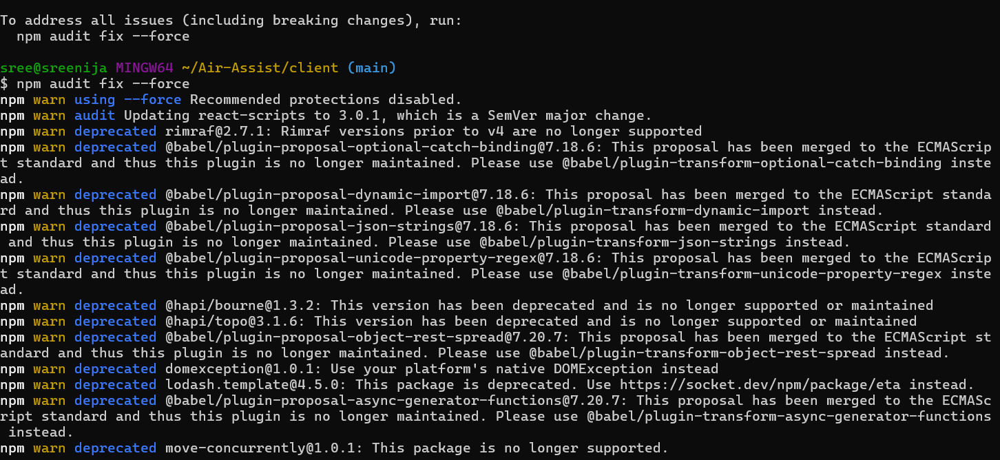 To address all issues (including breaking changes), run:
  npm audit fix --force
sree@sreenija MINGW64 ~/Air-Assist/client (main)
$ npm audit fix --force
npm warn using --force Recommended protections disabled.
npm warn audit Updating react-scripts to 3.0.1, which is a SemVer major change.
npm warn deprecated rimraf@2.7.1: Rimraf versions prior to v4 are no longer supported
npm warn deprecated @babel/plugin-proposal-optional-catch-binding@7.18.6: This proposal has been merged to the ECMAScrip
t standard and thus this plugin is no longer maintained. Please use @babel/plugin-transform-optional-catch-binding inste
ad.
npm warn deprecated @babel/plugin-proposal-dynamic-import@7.18.6: This proposal has been merged to the ECMAScript standa
rd and thus this plugin is no longer maintained. Please use @babel/plugin-transform-dynamic-import instead.
npm warn deprecated @babel/plugin-proposal-json-strings@7.18.6: This proposal has been merged to the ECMAScript standard
 and thus this plugin is no longer maintained. Please use @babel/plugin-transform-json-strings instead.
npm warn deprecated @babel/plugin-proposal-unicode-property-regex@7.18.6: This proposal has been merged to the ECMAScrip
t standard and thus this plugin is no longer maintained. Please use @babel/plugin-transform-unicode-property-regex inste
ad.
npm warn deprecated @hapi/bourne@1.3.2: This version has been deprecated and is no longer supported or maintained
npm warn deprecated @hapi/topo@3.1.6: This version has been deprecated and is no longer supported or maintained
npm warn deprecated @babel/plugin-proposal-object-rest-spread@7.20.7: This proposal has been merged to the ECMAScript st
andard and thus this plugin is no longer maintained. Please use @babel/plugin-transform-object-rest-spread instead.
npm warn deprecated domexception@1.0.1: Use your platform's native DOMException instead
npm warn deprecated lodash.template@4.5.0: This package is deprecated. Use https://socket.dev/npm/package/eta instead.
npm warn deprecated @babel/plugin-proposal-async-generator-functions@7.20.7: This proposal has been merged to the ECMASc
ript standard and thus this plugin is no longer maintained. Please use @babel/plugin-transform-async-generator-functions
 instead.
npm warn deprecated move-concurrently@1.0.1: This package is no longer supported.